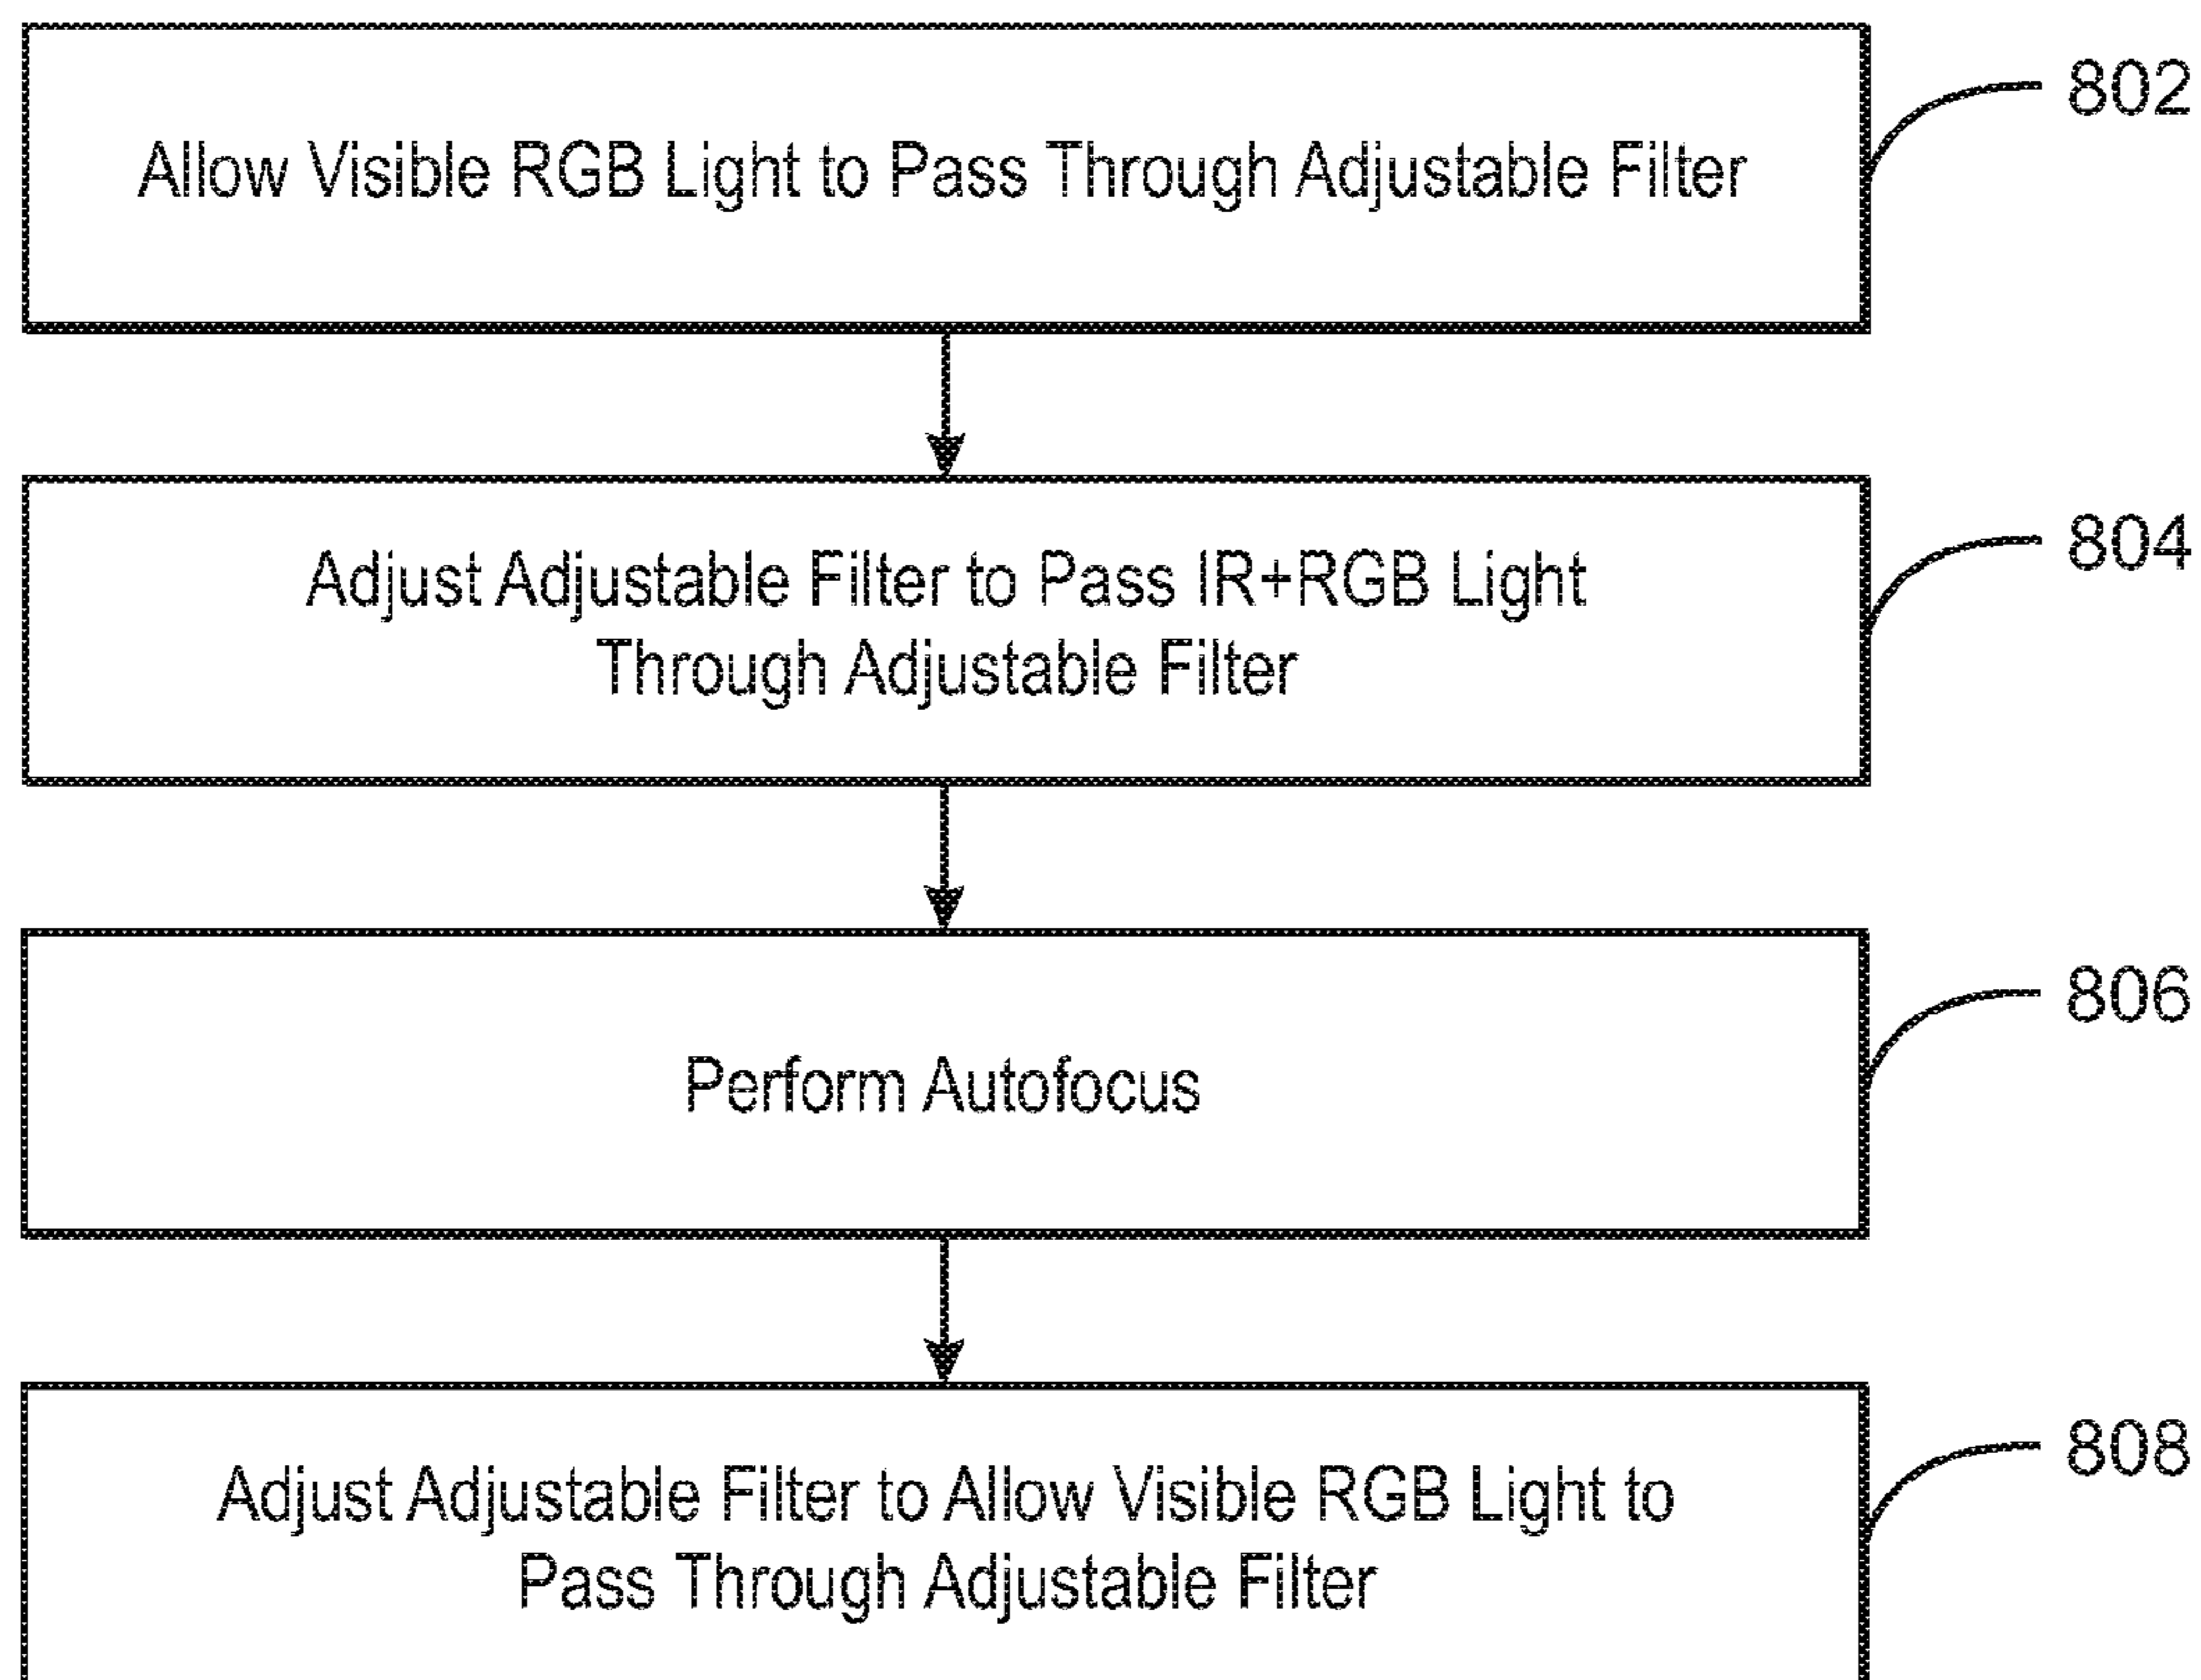 Allow Visible RGB Light to Pass Through Adjustable Filter
802
Adjust Adjustable Filter to Pass IR+RGB Light
Through Adjustable Filter
804
Perform Autofocus
806
Adjust Adjustable Filter to Allow Visible RGB Light to
Pass Through Adjustable Filter
808